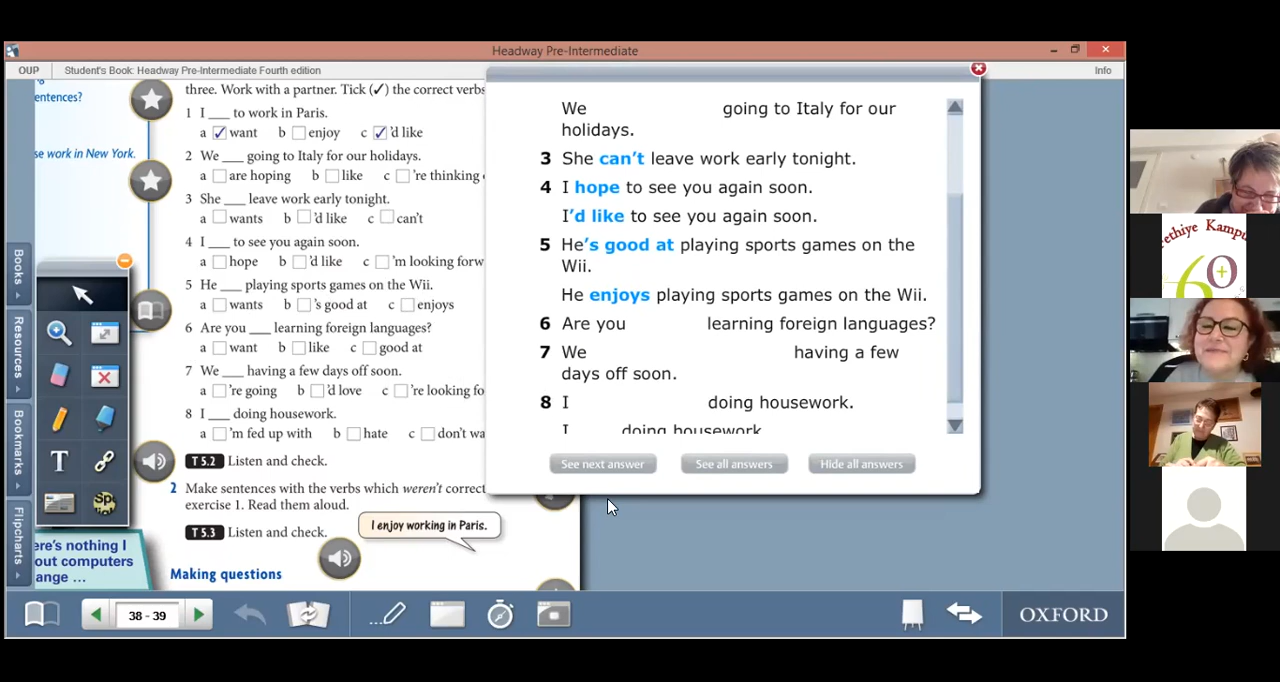 Headway Pre-Intermediate
OUP
Student's Book: Headway Pre-Intermediate Fourth edition
Info
entences?
se work in New York.
three. Work with a partner. Tick (✓) the correct verbs
1 I ___ to work in Paris.
a want b enjoy c 'd like
2 We ___ going to Italy for our holidays.
a are hoping b like c 're thinking
3 She ___ leave work early tonight.
a wants b 'd like c can't
4 I ___ to see you again soon.
a hope b 'd like c 'm looking forw
5 He ___ playing sports games on the Wii.
a wants b 's good at c enjoys
6 Are you ___ learning foreign languages?
a want b like c good at
7 We ___ having a few days off soon.
a 're going b 'd love c 're looking fo
8 I ___ doing housework.
a 'm fed up with b hate c don't wa
T 5.2 Listen and check.
2 Make sentences with the verbs which weren't correct
exercise 1. Read them aloud.
I enjoy working in Paris.
T 5.3 Listen and check.
Making questions
ere's nothing I
out computers
ange ...
Books
Resources
Bookmarks
Flipcharts
T
Sp
We going to Italy for our
holidays.
3 She can't leave work early tonight.
4 I hope to see you again soon.
I'd like to see you again soon.
5 He's good at playing sports games on the
Wii.
He enjoys playing sports games on the Wii.
6 Are you learning foreign languages?
7 We having a few
days off soon.
8 I doing housework.
I doing housework.
See next answer
See all answers
Hide all answers
38 - 39
OXFORD
ethiye Kampu
60